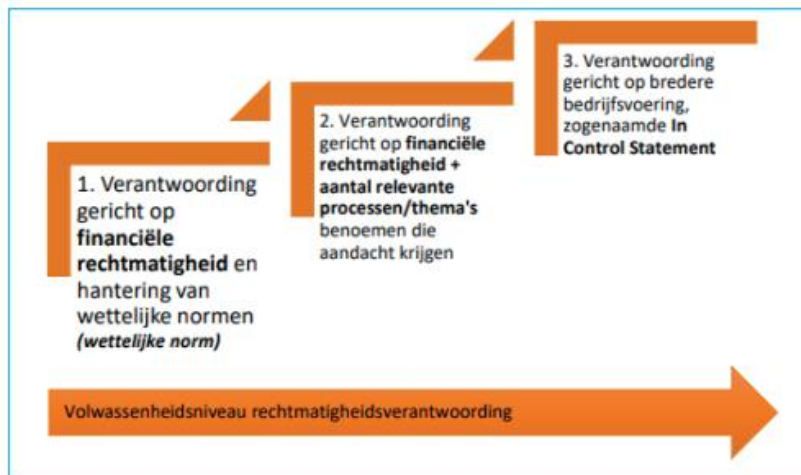 1. Verantwoording
gericht op
financiële
rechtmatigheid en
hantering van
wettelijke normen
(wettelijke norm)
2. Verantwoording
gericht op financiële
rechtmatigheid +
aantal relevante
processen/thema's
benoemen die
aandacht krijgen
3. Verantwoording
gericht op bredere
bedrijfsvoering,
zogenaamde In
Control Statement
Volwassenheidsniveau rechtmatigheidsverantwoording